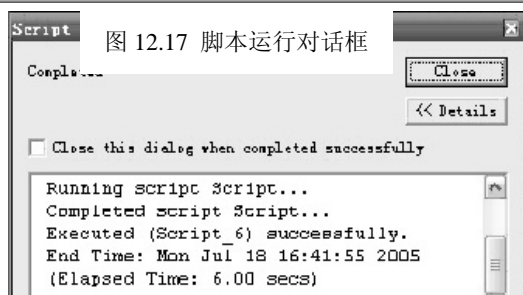 Script
图 12.17 脚本运行对话框
Close
<< Details
Close this dialog when completed successfully
Running script Script...
Completed script Script...
Executed (Script_6) successfully.
End Time: Mon Jul 18 16:41:55 2005
(Elapsed Time: 6.00 secs)